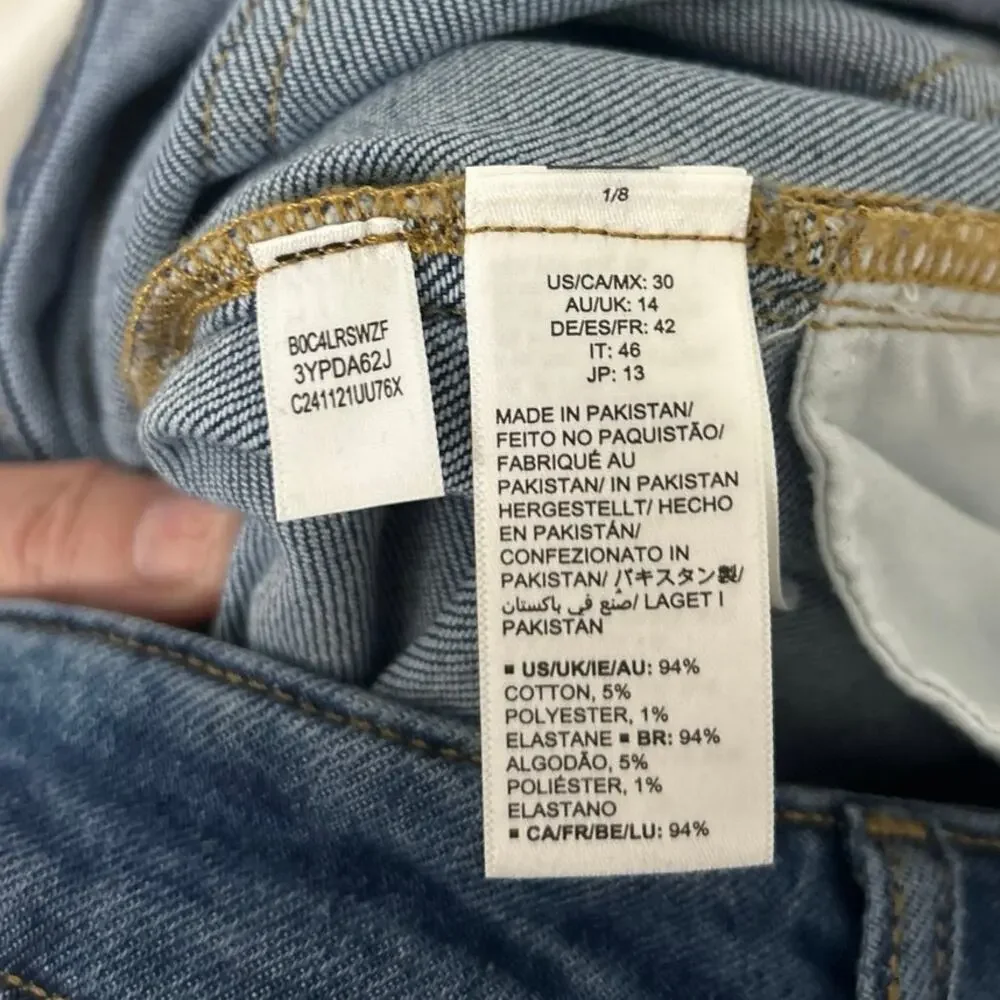 B0C4LRSWZF
3YPDA62J
C241121UU76X
1/8
US/CA/MX: 30
AU/UK: 14
DE/ES/FR: 42
IT: 46
JP: 13
MADE IN PAKISTAN/
FEITO NO PAQUISTÃO/
FABRIQUÉ AU
PAKISTAN/ IN PAKISTAN
HERGESTELLT/ HECHO
EN PAKISTÁN/
CONFEZIONATO IN
PAKISTAN/ パキスタン製/
صُنع في باكستان/ LAGET I
PAKISTAN
▪ US/UK/IE/AU: 94%
COTTON, 5%
POLYESTER, 1%
ELASTANE ▪ BR: 94%
ALGODÃO, 5%
POLIÉSTER, 1%
ELASTANO
▪ CA/FR/BE/LU: 94%